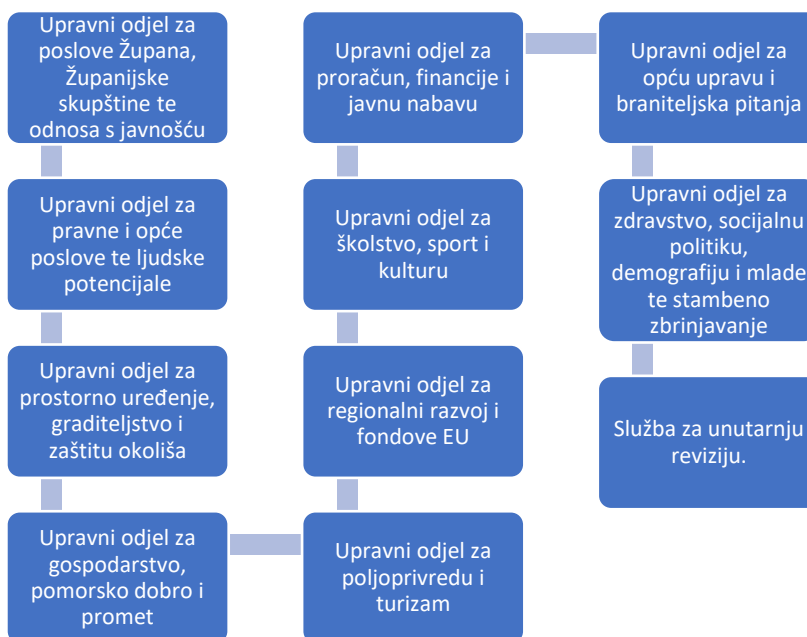 Upravni odjel za
poslove Župana,
Županijske
skupštine te
odnosa s javnošću
Upravni odjel za
pravne i opće
poslove te ljudske
potencijale
Upravni odjel za
prostorno uređenje,
graditeljstvo i
zaštitu okoliša
Upravni odjel za
gospodarstvo,
pomorsko dobro i
promet
Upravni odjel za
poljoprivredu i
turizam
Upravni odjel za
regionalni razvoj i
fondove EU
Upravni odjel za
školstvo, sport i
kulturu
Upravni odjel za
proračun, financije i
javnu nabavu
Upravni odjel za
opću upravu i
braniteljska pitanja
Upravni odjel za
zdravstvo, socijalnu
politiku,
demografiju i mlade
te stambeno
zbrinjavanje
Služba za unutarnju
reviziju.